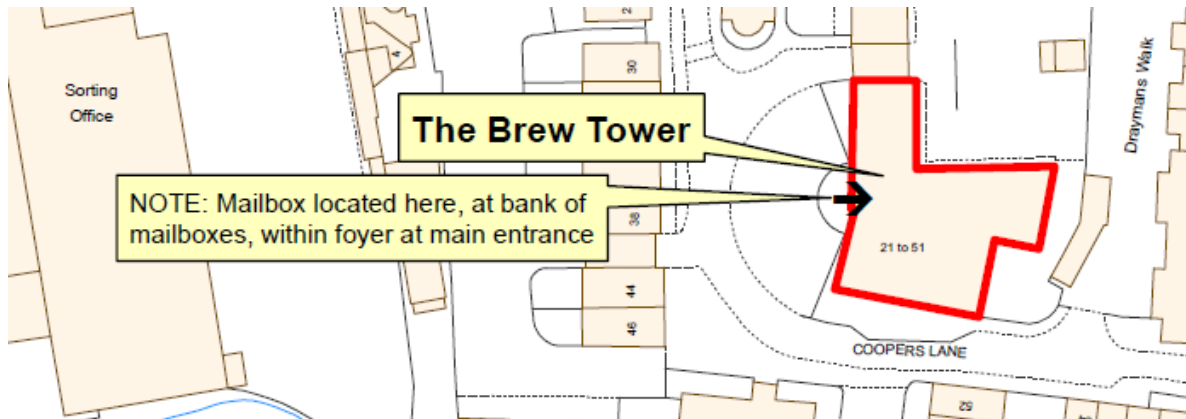 30
4
Sorting
Office
The Brew Tower
Draymans Walk
NOTE: Mailbox located here, at bank of
mailboxes, within foyer at main entrance
38
21 to 51
44
46
COOPERS LANE
52